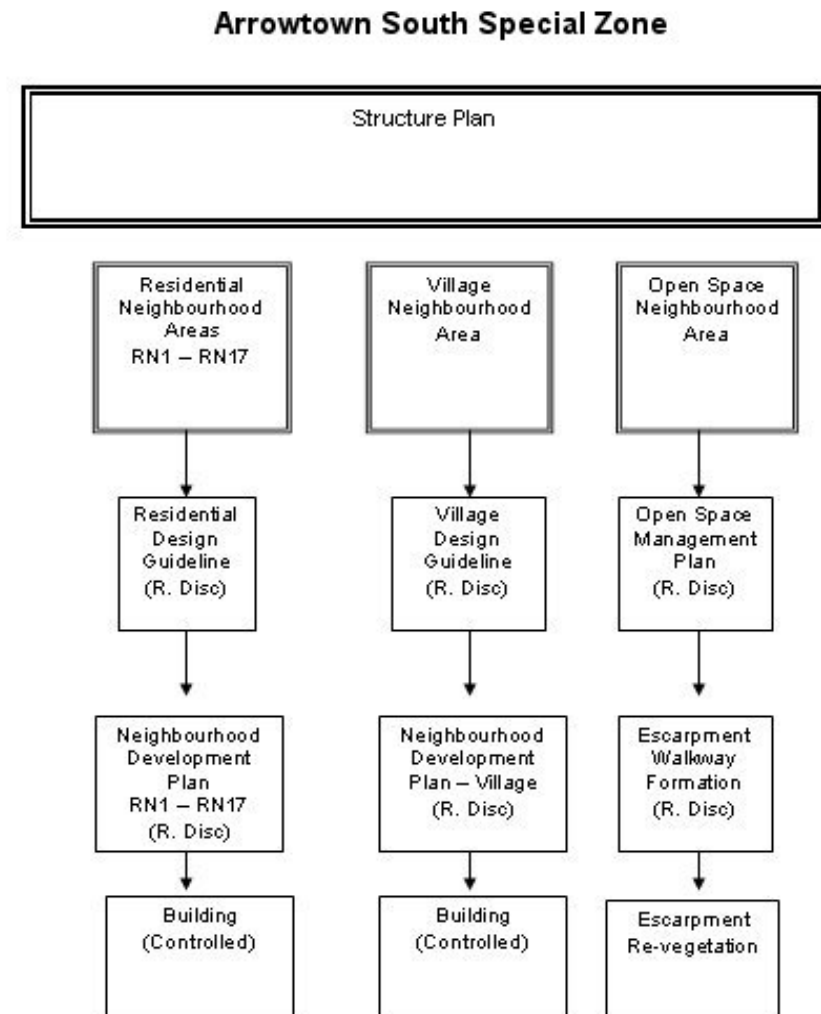 Arrowtown South Special Zone
Structure Plan
Residential
Neighbourhood
Areas
RN1 – RN17
Village
Neighbourhood
Area
Open Space
Neighbourhood
Area
Residential
Design
Guideline
(R. Disc)
Village
Design
Guideline
(R. Disc)
Open Space
Management
Plan
(R. Disc)
Neighbourhood
Development
Plan
RN1 – RN17
(R. Disc)
Neighbourhood
Development
Plan – Village
(R. Disc)
Escarpment
Walkway
Formation
(R. Disc)
Building
(Controlled)
Building
(Controlled)
Escarpment
Re-vegetation